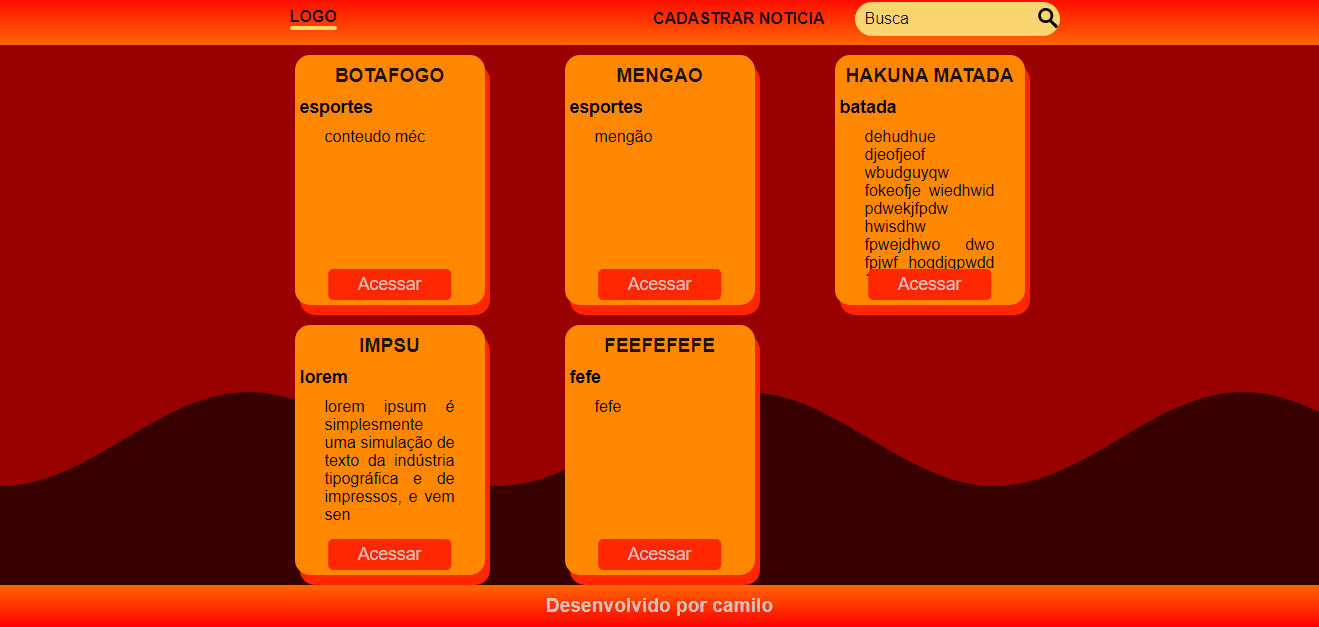 LOGO
CADASTRAR NOTICIA
Busca
BOTAFOGO
esportes
conteudo méc
Acessar
MENGAO
esportes
mengão
Acessar
HAKUNA MATADA
batada
dehudhue
djeofjeof
wbudguyqw
fokeofje wiedhwid
pdwekjfpdw
hwisdhw
fpwejdhwo dwo
Acessar
IMPSU
lorem
lorem ipsum é
simplesmente
uma simulação de
texto da indústria
tipográfica e de
impressos, e vem
sen
Acessar
FEEFEFEFE
fefe
fefe
Acessar
Desenvolvido por camilo